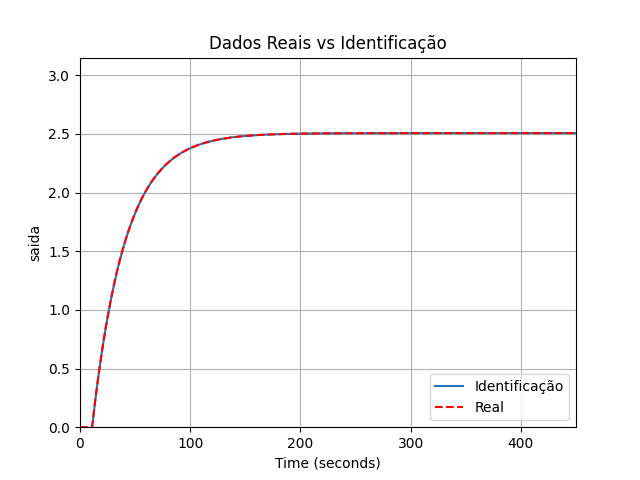 Dados Reais vs Identificação
3.0
2.5
2.0
1.5
1.0
0.5
0.0
saida
0 100 200 300 400
Time (seconds)
Identificação
Real